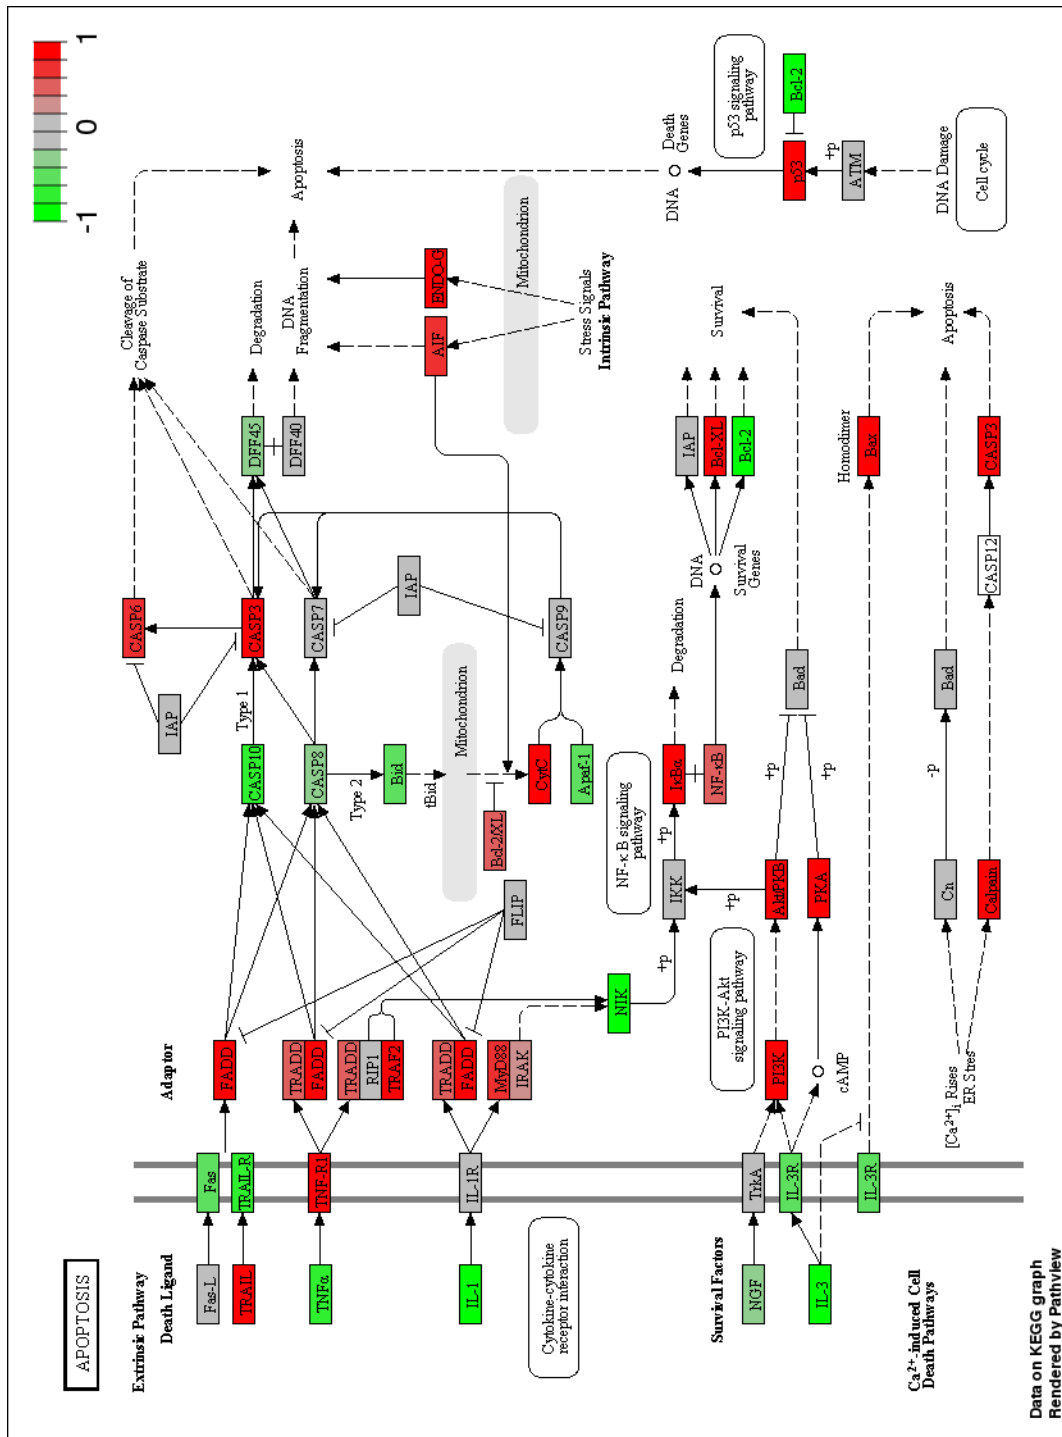 APOPTOSIS
1
0
-1
Extrinsic Pathway
Death Ligand
Adaptor
Fas-L
Fas
FADD
TRAIL
TRAIL-R
TNFα
TNF-R1
TRADD
FADD
TRADD
RIP1
TRAF2
IL-1
IL-1R
TRADD
FADD
MyD88
IRAK
Cytokine-cytokine
receptor interaction
FLIP
CASP10
CASP8
Type 1
Type 2
Bid
tBid
Mitochondrion
Bcl-2/XL
CytC
Apaf-1
IAP
CASP6
CASP3
CASP7
IAP
CASP9
DFF45
DFF40
Cleavage of
Caspase Substrate
Degradation
DNA
Fragmentation
Apoptosis
AIF
ENDO-G
Mitochondrion
Stress Signals
Intrinsic Pathway
NIK
+p
IKK
+p
NF-κB signaling
pathway
IκBα
NF-κB
Degradation
DNA
Survival
Genes
IAP
Bcl-XL
Bcl-2
Survival
Survival Factors
NGF
TrkA
IL-3
IL-3R
PI3K
PI3K-Akt
signaling pathway
cAMP
Akt/PKB
PKA
+p
+p
+p
Bad
IL-3R
Homodimer
Bax
Apoptosis
Ca²⁺-induced Cell
Death Pathways
[Ca²⁺]i Rises
ER Stres
Cn
-p
Bad
Calpain
CASP12
CASP3
DNA
Death
Genes
p53 signaling
pathway
p53
Bcl-2
+p
ATM
DNA Damage
Cell cycle
Data on KEGG graph
Rendered by Pathview